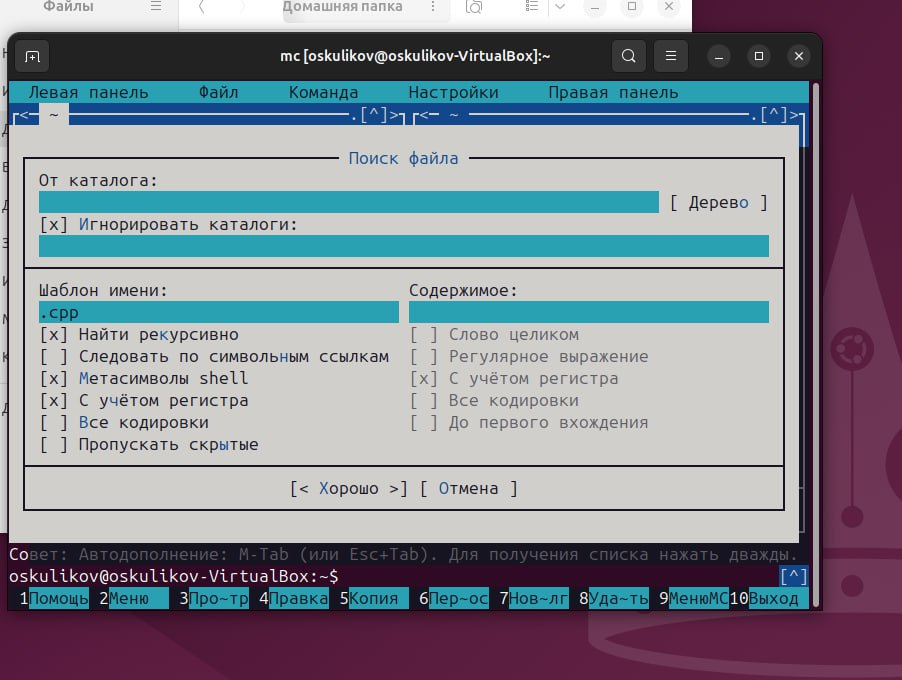 Файлы
Домашняя папка
mc [oskulikov@oskulikov-VirtualBox]:~
Левая панель Файл Команда Настройки Правая панель
<─ ~ ─.[^]> <─ ~ ─.[^]>
Поиск файла
От каталога:
[ Дерево ]
[x] Игнорировать каталоги:
Шаблон имени: Содержимое:
.cpp
[x] Найти рекурсивно [ ] Слово целиком
[ ] Следовать по символьным ссылкам [ ] Регулярное выражение
[x] Метасимволы shell [x] С учётом регистра
[x] С учётом регистра [ ] Все кодировки
[ ] Все кодировки [ ] До первого вхождения
[ ] Пропускать скрытые
[< Хорошо >] [ Отмена ]
Совет: Автодополнение: M-Tab (или Esc+Tab). Для получения списка нажать дважды.
oskulikov@oskulikov-VirtualBox:~$ [^]
1Помощь 2Меню 3Про~тр 4Правка 5Копия 6Пер~ос 7Нов~лг 8Уда~ть 9МенюMC 10Выход